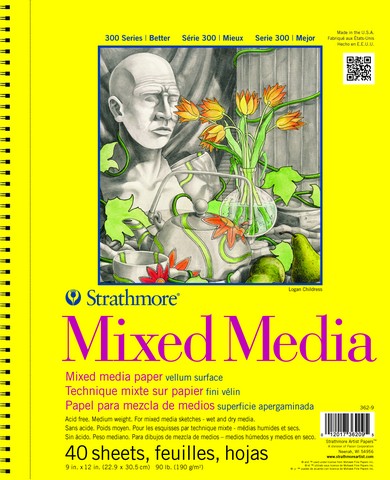 300 Series | Better
Série 300 | Mieux
Serie 300 | Mejor
Made in the U.S.A.
Fabriqué aux États-Unis
Hecho en E.E.U.U.
Logan Childress
Strathmore®
Mixed Media
Mixed media paper vellum surface
Technique mixte sur papier fini vélin
Papel para mezcla de medios superficie apergaminada
Acid free. Medium weight. For mixed media sketches - wet and dry media.
Sans acide. Poids moyen. Pour les esquisses par technique mixte - médias humides et secs.
Sin ácido. Peso mediano. Para dibujos de mezcla de medios - medios húmedos y medios en seco.
40 sheets, feuilles, hojas
9 in. x 12 in. (22.9 x 30.5 cm) 90 lb. (190 g/m²)
362-9
Strathmore Artist Papers™
Neenah, WI 54956
www.strathmoreartist.com